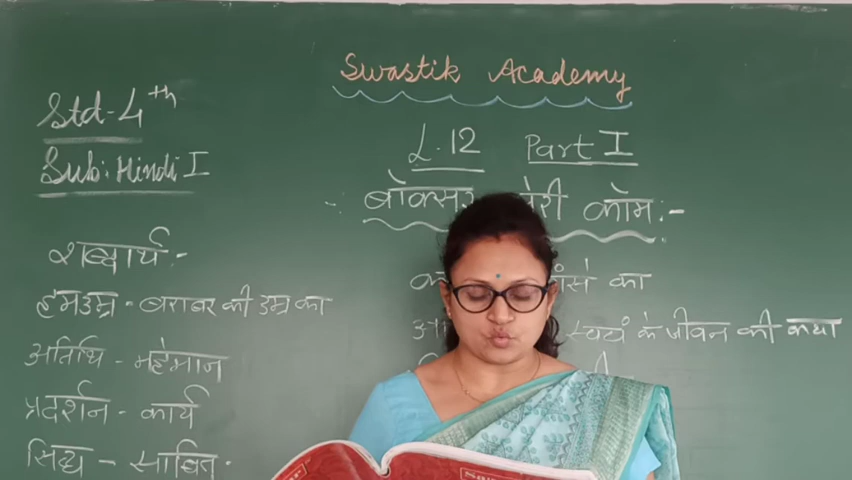 Swastik Academy
Std-4th
Sub: Hindi I
L.12 Part I
बॉक्सर मेरी कॉम:-
शब्दार्थ:-
हमउम्र - बराबर की उम्र का
अतिथि - महेमान
प्रदर्शन - कार्य
सिध्ध - साबित
का
स्वयं के जीवन की कथा